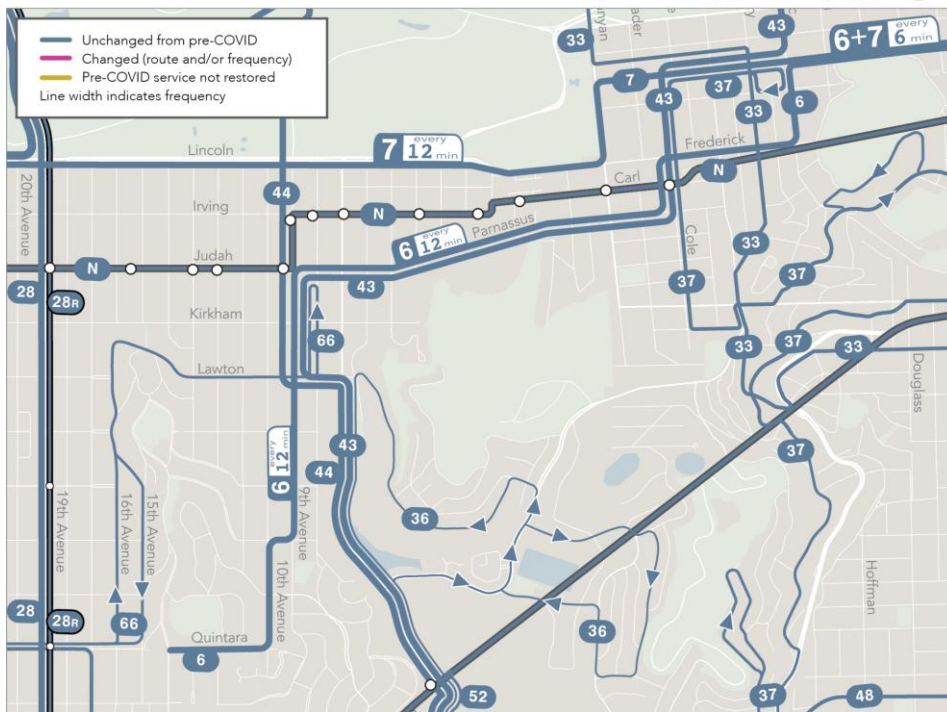 Unchanged from pre-COVID
Changed (route and/or frequency)
Pre-COVID service not restored
Line width indicates frequency
33
43
6+7 every 6 min
7
37
43
33
6
Frederick
Lincoln
7 every 12 min
N
Carl
20th Avenue
44
Irving
N
Parnassus
6 every 12 min
Cole
33
Judah
N
43
37
37
28
28R
Kirkham
66
37
33
37
33
Lawton
Douglass
6 every 12 min
43
44
37
19th Avenue
16th Avenue
15th Avenue
9th Avenue
36
10th Avenue
Hoffman
28
28R
66
36
Quintara
6
52
37
48